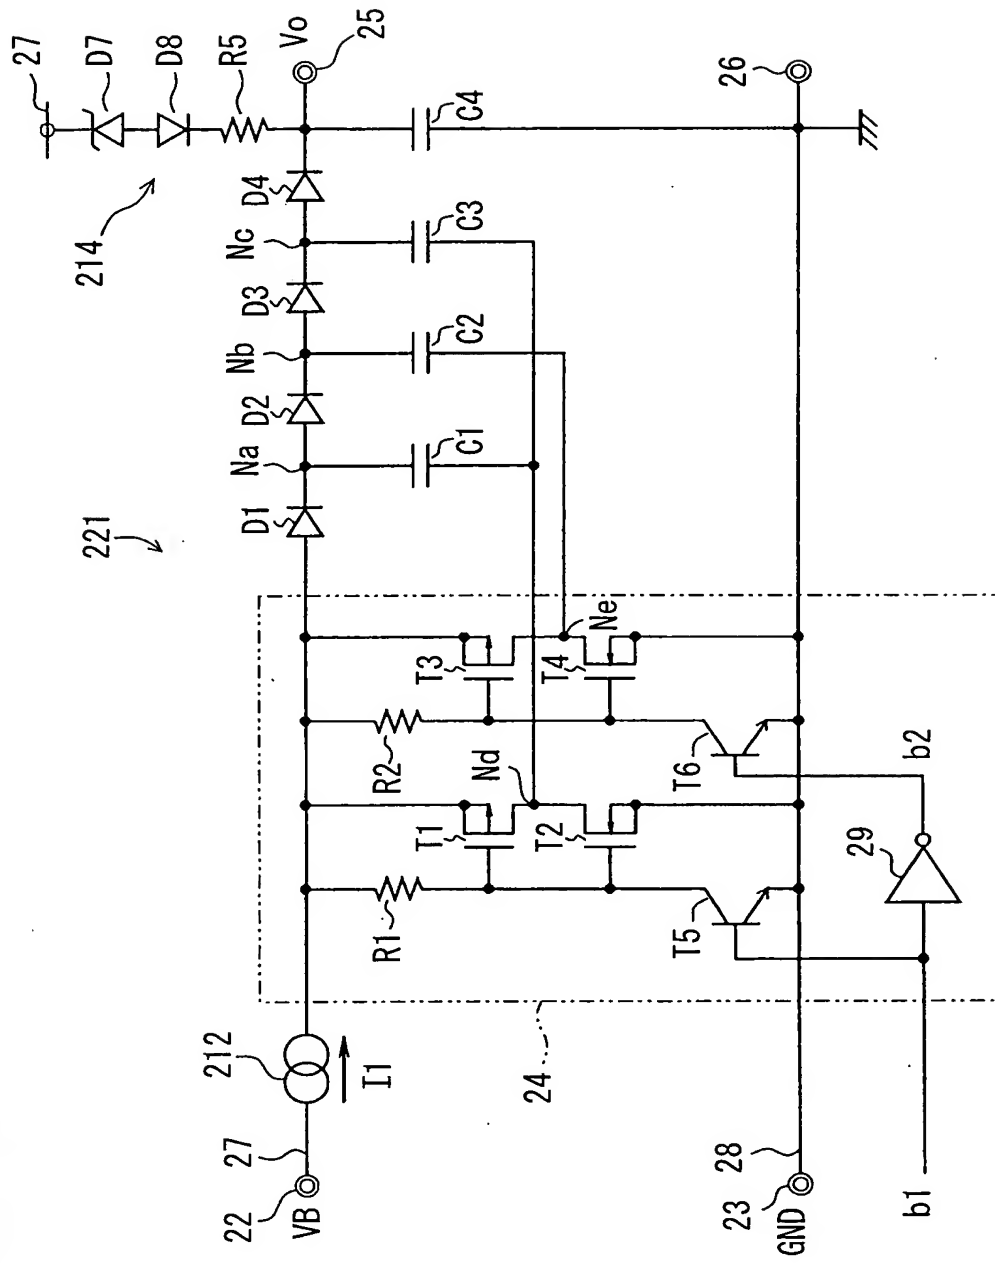 221
214
27
D7
D8
R5
Vo
25
212
I1
27
22
VB
R1
R2
D1
Na
D2
Nb
D3
Nc
D4
C1
C2
C3
C4
T1
Nd
T2
T3
Ne
T4
T5
T6
24
29
b2
b1
28
23
GND
26